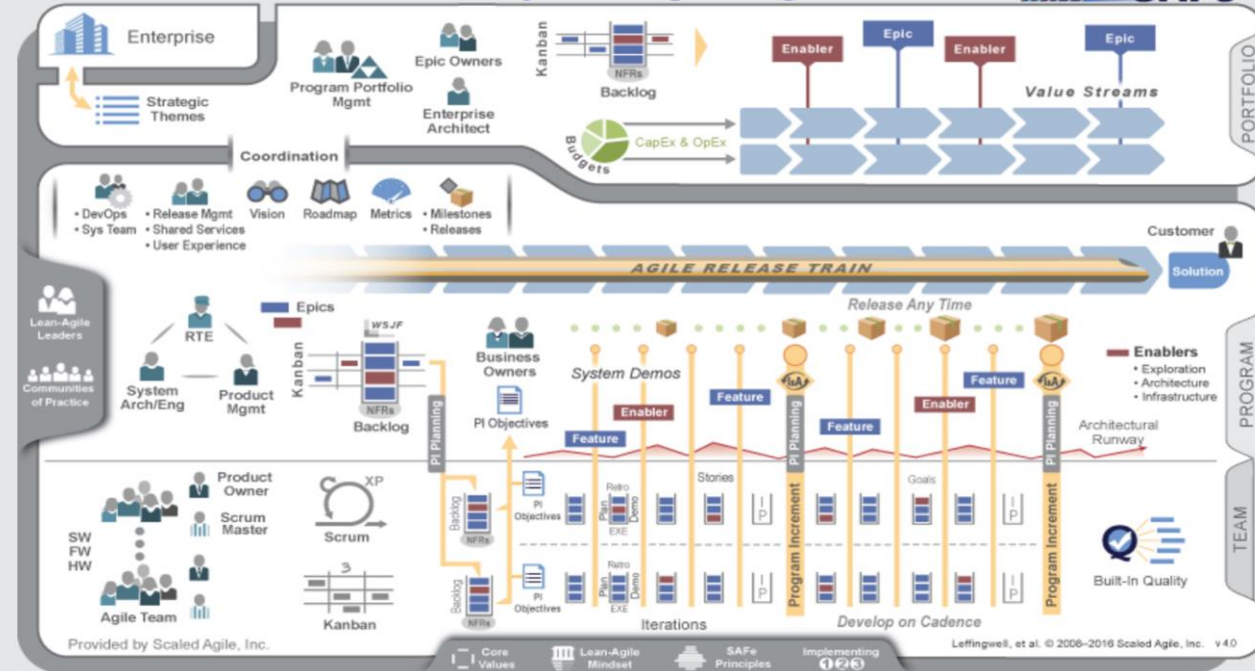 Enterprise
Strategic
Themes
Program Portfolio
Mgmt
Epic Owners
Enterprise
Architect
Kanban
NFRs
Backlog
Enabler
Epic
Enabler
Epic
Value Streams
Budgets
CapEx & OpEx
PORTFOLIO
Coordination
• DevOps
• Sys Team
• Release Mgmt
• Shared Services
• User Experience
Vision
Roadmap
Metrics
• Milestones
• Releases
Customer
AGILE RELEASE TRAIN
Solution
Release Any Time
Lean-Agile
Leaders
Communities
of Practice
RTE
System
Arch/Eng
Product
Mgmt
Epics
Kanban
WSJF
NFRs
Backlog
PI Planning
Business
Owners
PI Objectives
System Demos
Feature
Enabler
Feature
I&A
PI Planning
Feature
Enabler
Feature
I&A
PI Planning
Enablers
• Exploration
• Architecture
• Infrastructure
Architectural
Runway
PROGRAM
SW
FW
HW
Product
Owner
Scrum
Master
Agile Team
XP
Scrum
3
Kanban
Backlog
NFRs
PI
Objectives
Plan
Retro
Demo
EXE
Stories
I
P
Program Increment
Goals
I
P
Program Increment
Backlog
NFRs
PI
Objectives
Plan
Retro
Demo
EXE
I
P
I
P
Iterations
Develop on Cadence
Built-In Quality
TEAM
Provided by Scaled Agile, Inc.
Leffingwell, et al. © 2008–2016 Scaled Agile, Inc. v 4.0
Core
Values
Lean-Agile
Mindset
SAFe
Principles
Implementing
1 2 3